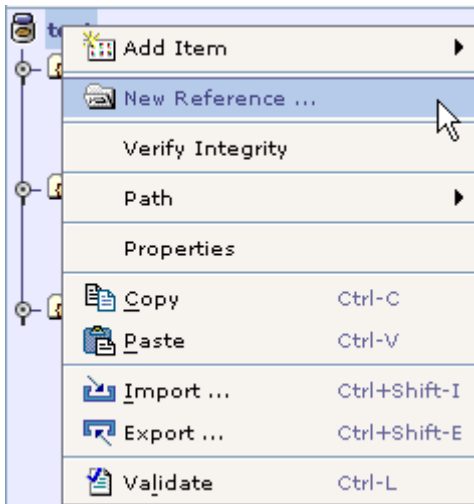 Add Item
New Reference ...
Verify Integrity
Path
Properties
Copy Ctrl-C
Paste Ctrl-V
Import ... Ctrl+Shift-I
Export ... Ctrl+Shift-E
Validate Ctrl-L